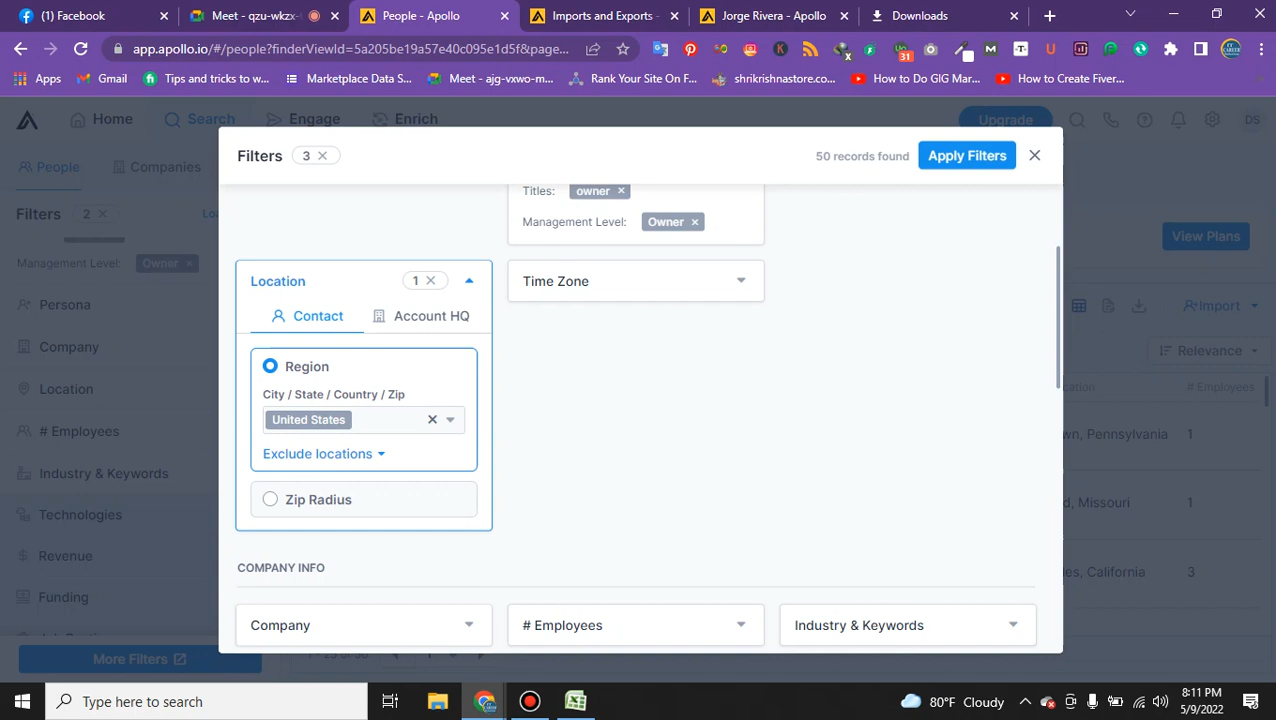 (1) Facebook
Meet - qzu-wkzx-
People - Apollo
Imports and Exports -
Jorge Rivera - Apollo
Downloads
app.apollo.io/#/people?finderViewId=5a205be19a57e40c095e1d5f&page...
31
Apps
Gmail
Tips and tricks to w...
Marketplace Data S...
Meet - ajg-vxwo-m...
Rank Your Site On F...
shrikrishnastore.co...
How to Do GIG Mar...
How to Create Fiver...
Home
Search
Engage
Enrich
Upgrade
DS
People
Companies
Filters 2
Lo
Management Level: Owner
Persona
Company
Location
# Employees
Industry & Keywords
Technologies
Revenue
Funding
More Filters
View Plans
Import
Relevance
# Employees
wn, Pennsylvania 1
d, Missouri 1
es, California 3
Filters 3
50 records found
Apply Filters
Titles: owner
Management Level: Owner
Location 1
Time Zone
Contact
Account HQ
Region
City / State / Country / Zip
United States
Exclude locations
Zip Radius
COMPANY INFO
Company
# Employees
Industry & Keywords
Type here to search
80°F Cloudy
8:11 PM
5/9/2022